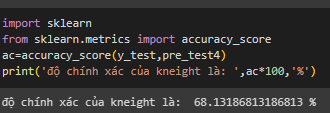 import sklearn
from sklearn.metrics import accuracy_score
ac=accuracy_score(y_test,pre_test4)
print('độ chính xác của kneight là: ',ac*100,'%')
độ chính xác của kneight là:  68.13186813186813 %